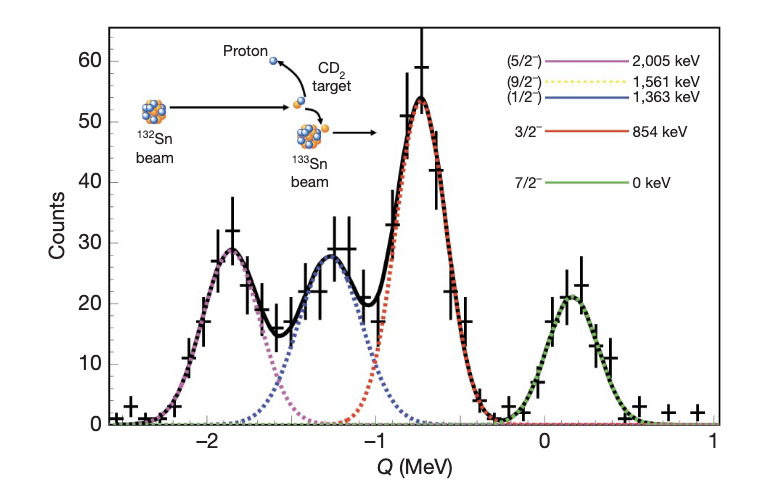 Counts
60
50
40
30
20
10
0
−2
−1
0
1
Q (MeV)
Proton
CD₂
target
¹³²Sn
beam
¹³³Sn
beam
(5/2⁻) 2,005 keV
(9/2⁻) 1,561 keV
(1/2⁻) 1,363 keV
3/2⁻ 854 keV
7/2⁻ 0 keV